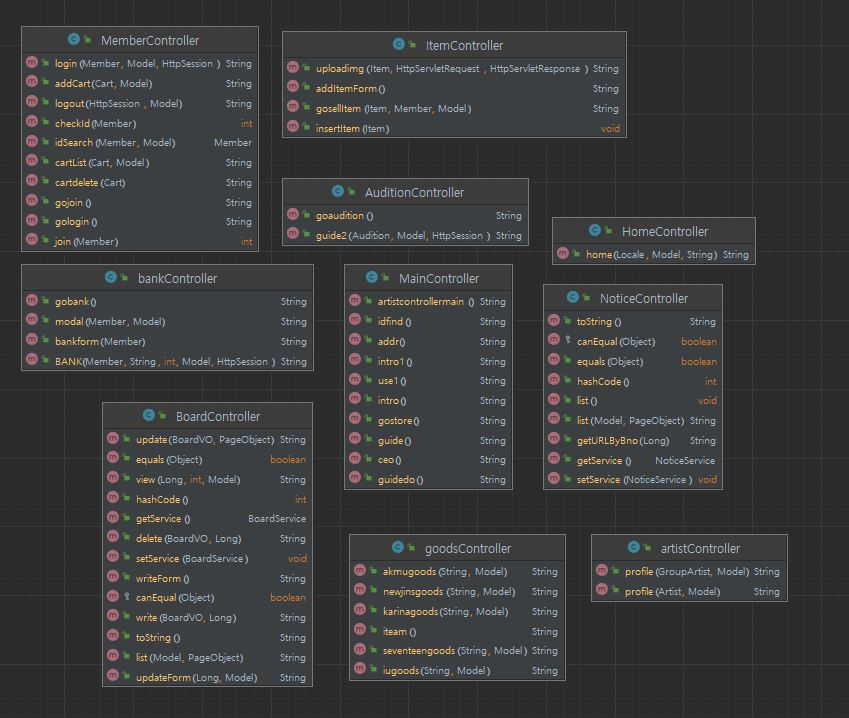 MemberController
login (Member, Model, HttpSession ) String
addCart (Cart, Model) String
logout (HttpSession , Model) String
checkId (Member) int
idSearch (Member, Model) Member
cartList (Cart, Model) String
cartdelete (Cart) String
gojoin () String
gologin () String
join (Member) int
ItemController
uploadimg (Item, HttpServletRequest , HttpServletResponse ) String
addItemForm () String
gosellItem (Item, Member, Model) String
insertItem (Item) void
AuditionController
goaudition () String
guide2 (Audition, Model, HttpSession ) String
HomeController
home (Locale, Model, String) String
bankController
gobank () String
modal (Member, Model) String
bankform (Member) String
BANK(Member, String , int, Model, HttpSession ) String
MainController
artistcontrollermain () String
idfind () String
addr() String
intro1 () String
use1 () String
intro () String
gostore () String
guide () String
ceo () String
guidedo () String
NoticeController
toString () String
canEqual (Object) boolean
equals (Object) boolean
hashCode () int
list () void
list (Model, PageObject) String
getURLByBno (Long) String
getService () NoticeService
setService (NoticeService ) void
BoardController
update (BoardVO, PageObject) String
equals (Object) boolean
view (Long, int, Model) String
hashCode () int
getService () BoardService
delete (BoardVO, Long) String
setService (BoardService ) void
writeForm () String
canEqual (Object) boolean
write (BoardVO, Long) String
toString () String
list (Model, PageObject) String
updateForm (Long, Model) String
goodsController
akmugoods (String, Model) String
newjinsgoods (String, Model) String
karinagoods (String, Model) String
iteam () String
seventeengoods (String, Model) String
iugoods (String, Model) String
artistController
profile (GroupArtist, Model) String
profile (Artist, Model) String